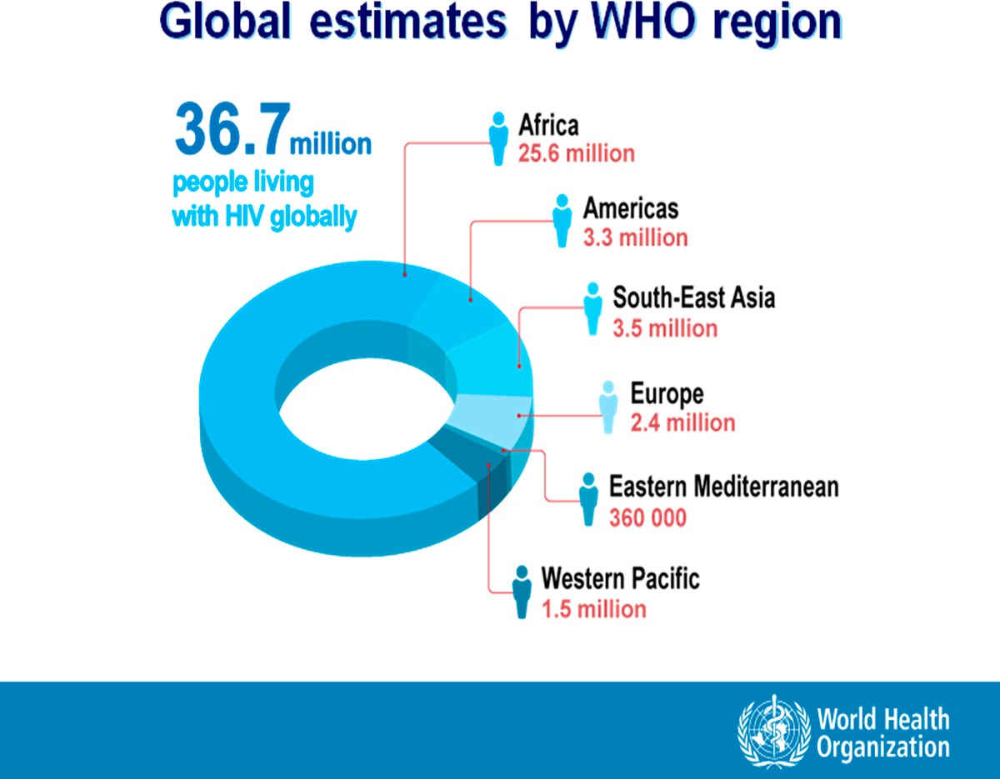 Global estimates by WHO region
36.7 million
people living
with HIV globally
Africa
25.6 million
Americas
3.3 million
South-East Asia
3.5 million
Europe
2.4 million
Eastern Mediterranean
360 000
Western Pacific
1.5 million
World Health
Organization